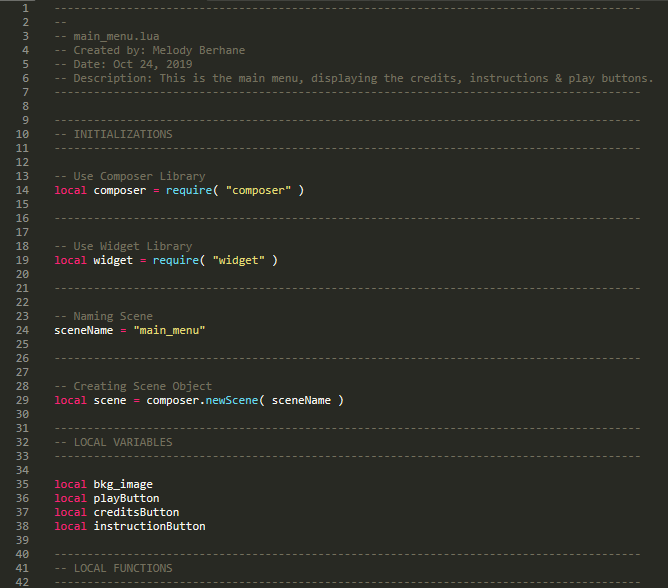 1 -----------------------------------------------------------------------------------------
2 --
3 -- main_menu.lua
4 -- Created by: Melody Berhane
5 -- Date: Oct 24, 2019
6 -- Description: This is the main menu, displaying the credits, instructions & play buttons.
7 -----------------------------------------------------------------------------------------
8
9 -----------------------------------------------------------------------------------------
10 -- INITIALIZATIONS
11 -----------------------------------------------------------------------------------------
12
13 -- Use Composer Library
14 local composer = require( "composer" )
15
16 -----------------------------------------------------------------------------------------
17
18 -- Use Widget Library
19 local widget = require( "widget" )
20
21 -----------------------------------------------------------------------------------------
22
23 -- Naming Scene
24 sceneName = "main_menu"
25
26 -----------------------------------------------------------------------------------------
27
28 -- Creating Scene Object
29 local scene = composer.newScene( sceneName )
30
31 -----------------------------------------------------------------------------------------
32 -- LOCAL VARIABLES
33 -----------------------------------------------------------------------------------------
34
35 local bkg_image
36 local playButton
37 local creditsButton
38 local instructionButton
39
40 -----------------------------------------------------------------------------------------
41 -- LOCAL FUNCTIONS
42 -----------------------------------------------------------------------------------------